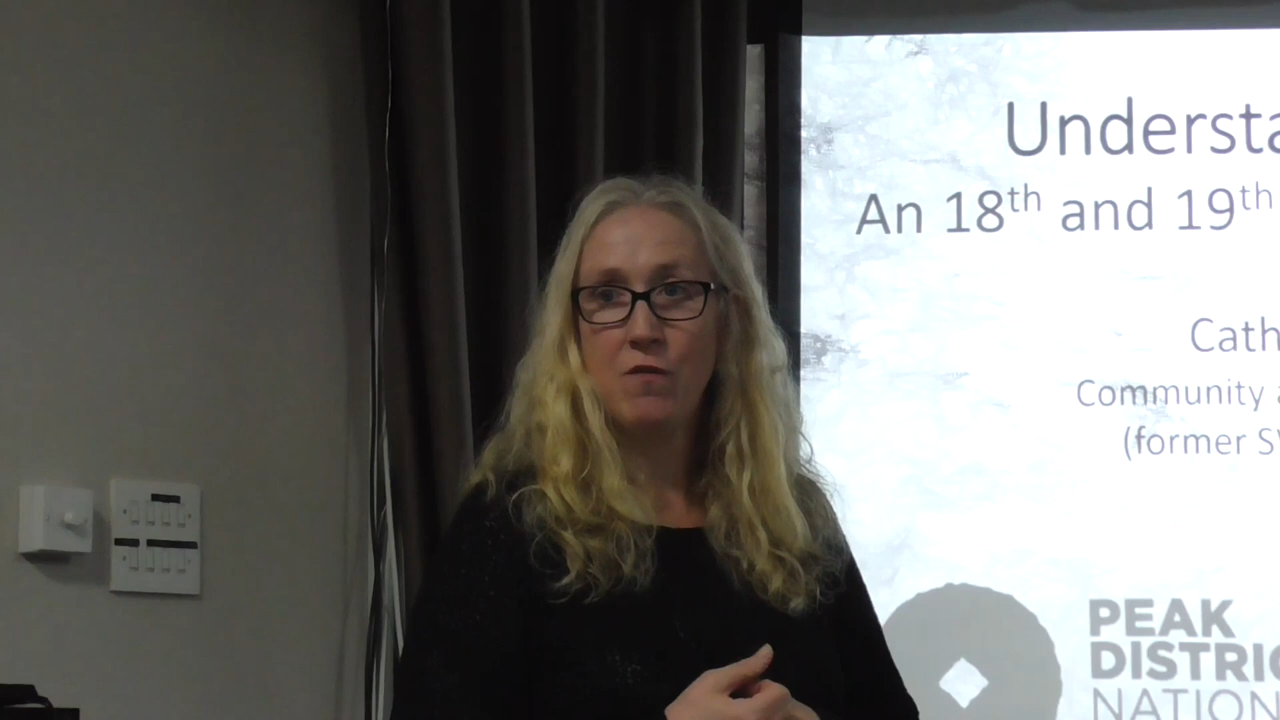 Understa
An 18th and 19th
Cath
Community a
(former S
PEAK
DISTRIC
NATION